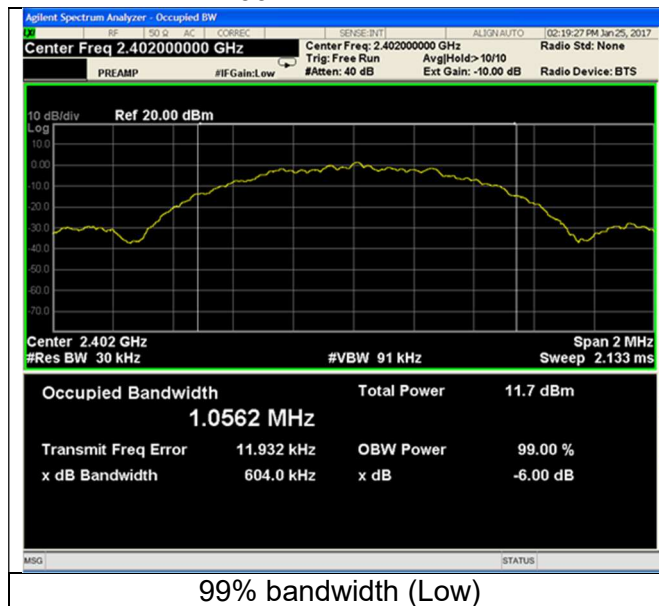 Agilent Spectrum Analyzer - Occupied BW
LXI RF 50 Ω AC CORREC SENSE:INT ALIGN AUTO 02:19:27 PM Jan 25, 2017
Center Freq 2.402000000 GHz Center Freq: 2.402000000 GHz Radio Std: None
Trig: Free Run Avg|Hold:> 10/10
PREAMP #IFGain:Low #Atten: 40 dB Ext Gain: -10.00 dB Radio Device: BTS
10 dB/div Ref 20.00 dBm
Log
10.0
0.00
-10.0
-20.0
-30.0
-40.0
-50.0
-60.0
-70.0
Center 2.402 GHz Span 2 MHz
#Res BW 30 kHz #VBW 91 kHz Sweep 2.133 ms
Occupied Bandwidth Total Power 11.7 dBm
1.0562 MHz
Transmit Freq Error 11.932 kHz OBW Power 99.00 %
x dB Bandwidth 604.0 kHz x dB -6.00 dB
MSG STATUS
99% bandwidth (Low)